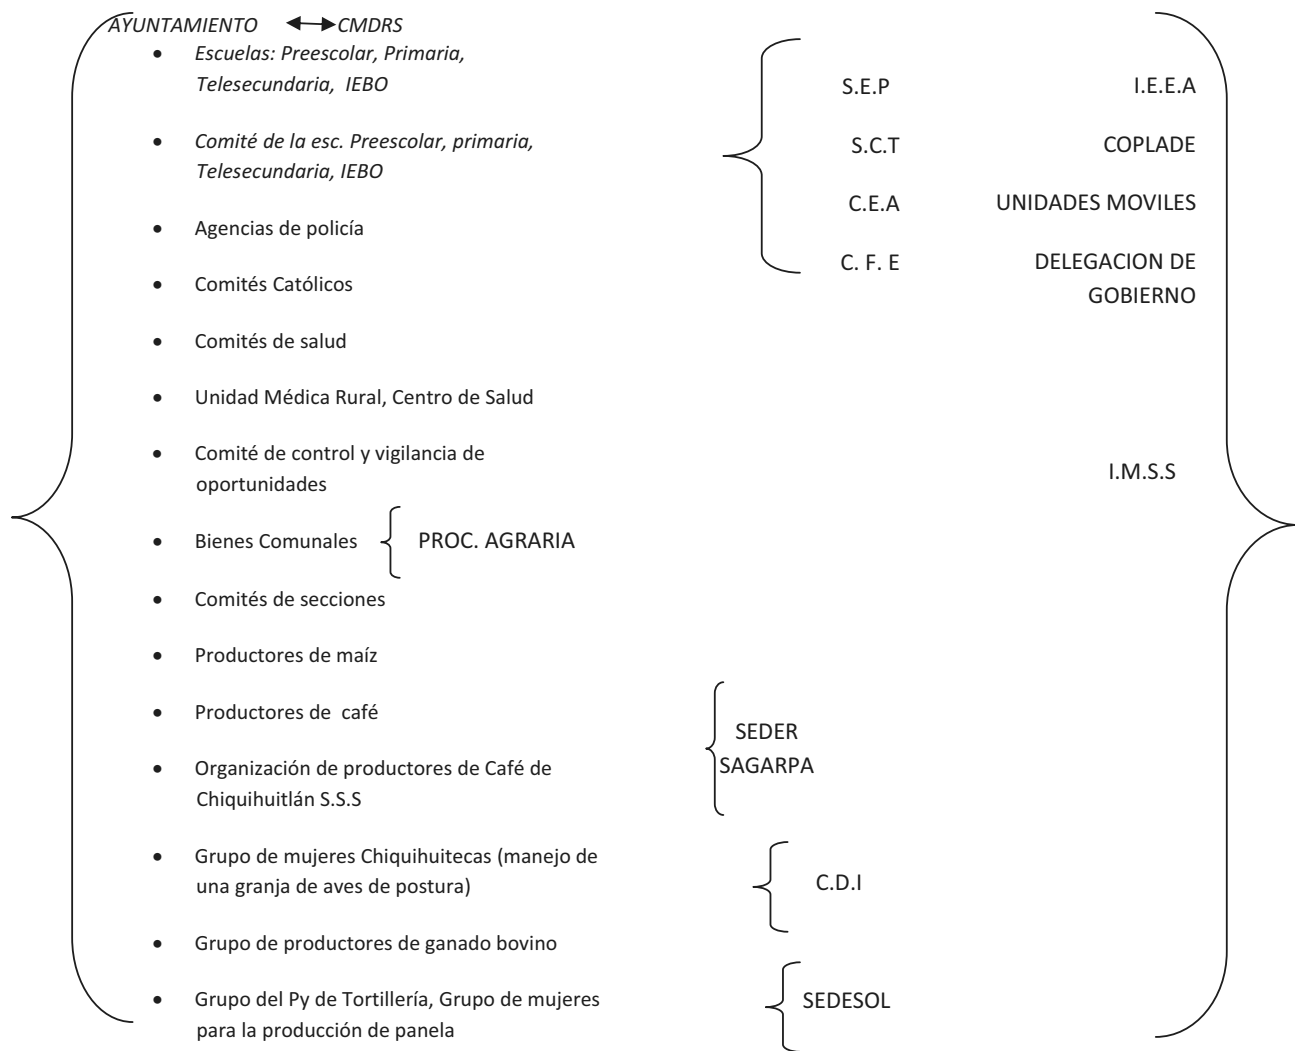 AYUNTAMIENTO CMDRS
• Escuelas: Preescolar, Primaria,
Telesecundaria, IEBO
S.E.P I.E.E.A
• Comité de la esc. Preescolar, primaria,
Telesecundaria, IEBO
S.C.T COPLADE
C.E.A UNIDADES MOVILES
• Agencias de policía
C. F. E DELEGACION DE
GOBIERNO
• Comités Católicos
• Comités de salud
• Unidad Médica Rural, Centro de Salud
• Comité de control y vigilancia de
oportunidades
I.M.S.S
• Bienes Comunales PROC. AGRARIA
• Comités de secciones
• Productores de maíz
• Productores de café
SEDER
SAGARPA
• Organización de productores de Café de
Chiquihuitlán S.S.S
• Grupo de mujeres Chiquihuitecas (manejo de
una granja de aves de postura)
C.D.I
• Grupo de productores de ganado bovino
• Grupo del Py de Tortillería, Grupo de mujeres
para la producción de panela
SEDESOL